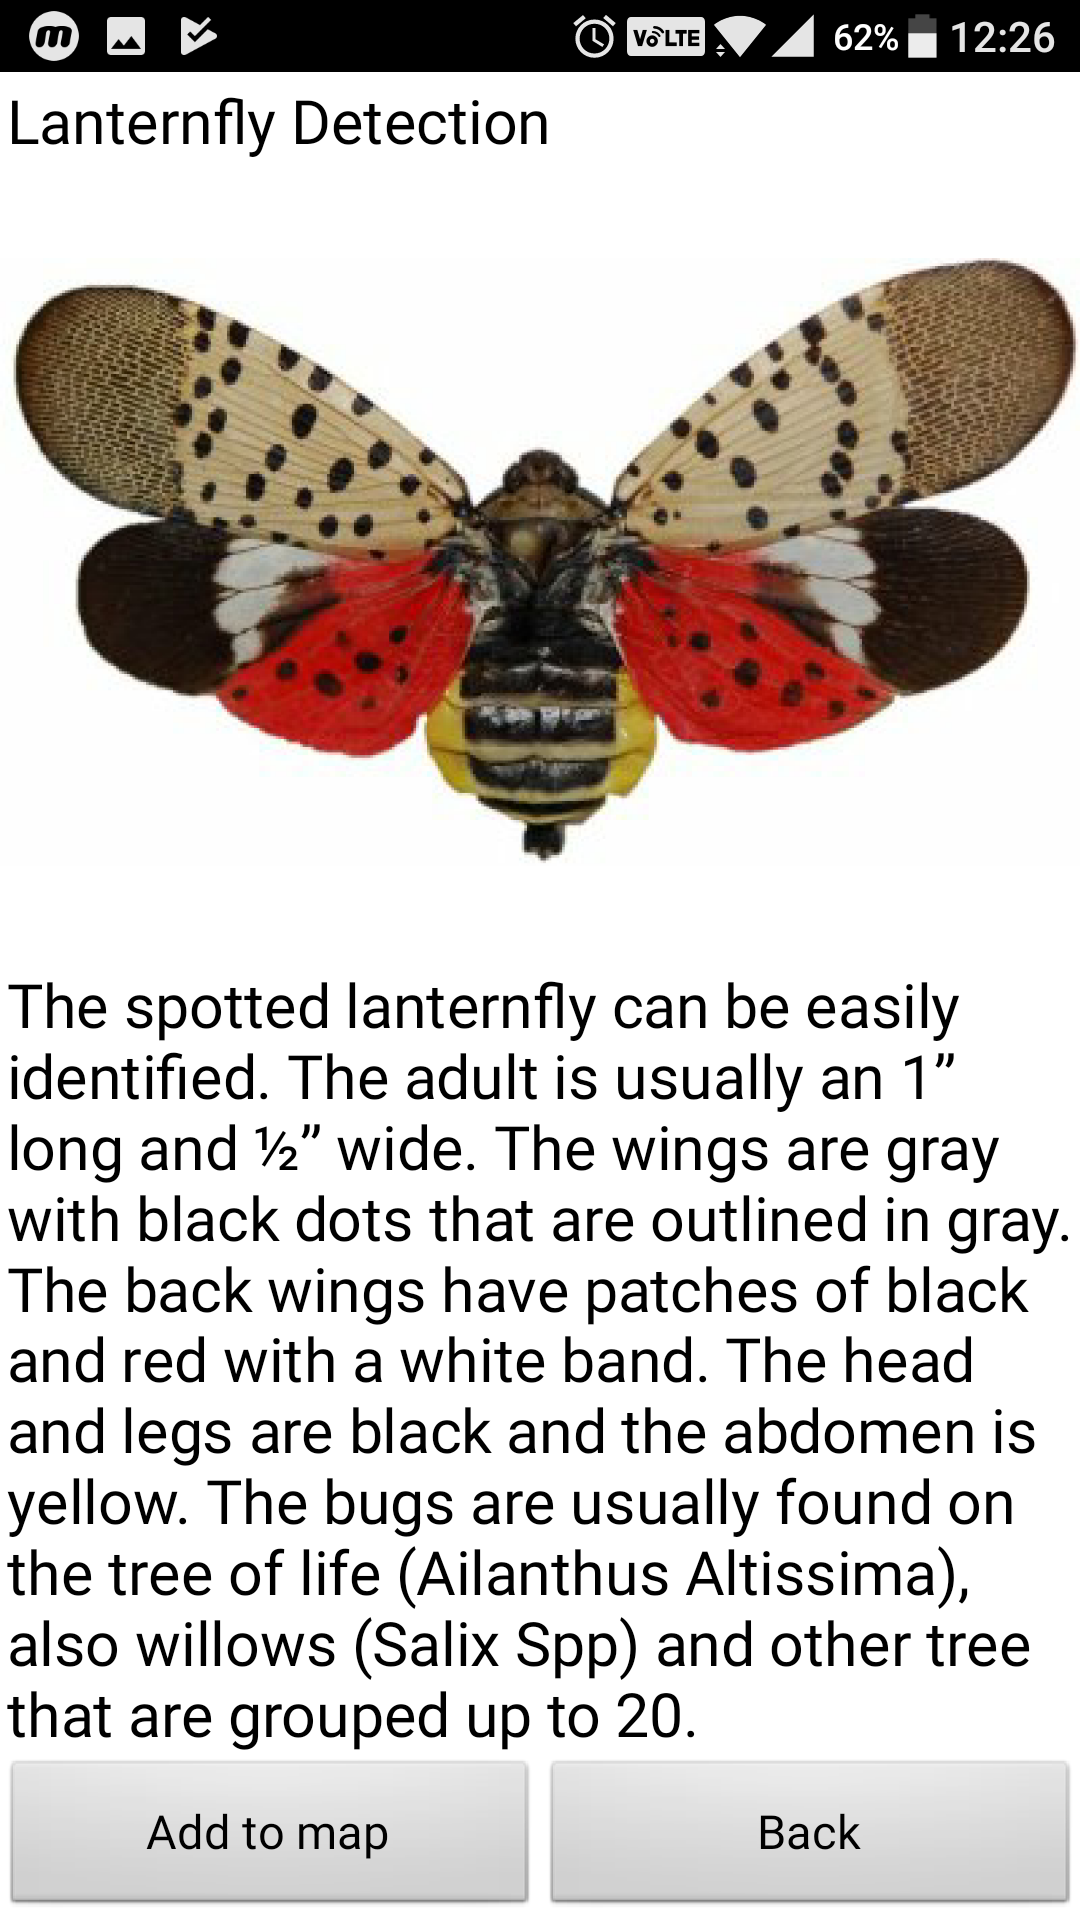 62% 12:26
VoLTE
Lanternfly Detection
The spotted lanternfly can be easily
identified. The adult is usually an 1”
long and ½” wide. The wings are gray
with black dots that are outlined in gray.
The back wings have patches of black
and red with a white band. The head
and legs are black and the abdomen is
yellow. The bugs are usually found on
the tree of life (Ailanthus Altissima),
also willows (Salix Spp) and other tree
that are grouped up to 20.
Add to map
Back